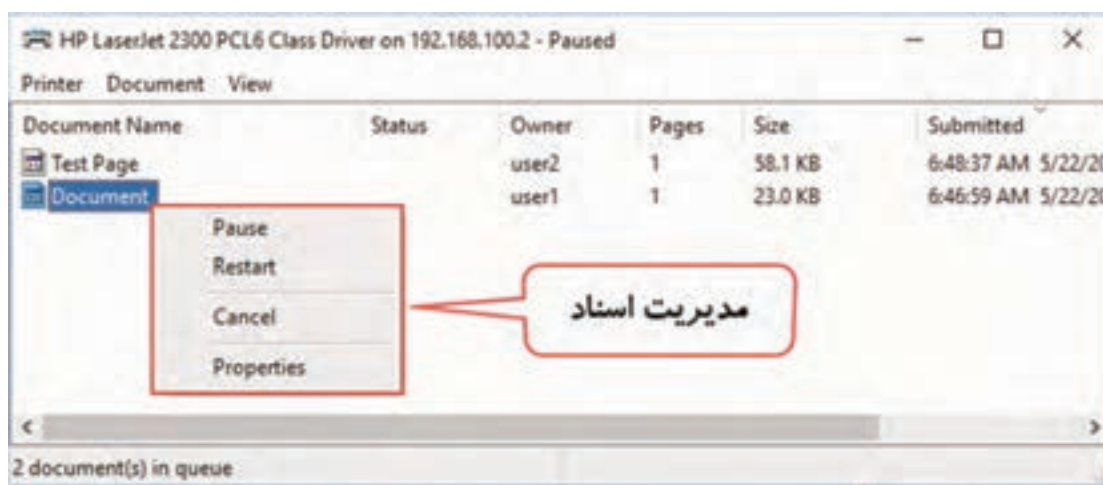 HP LaserJet 2300 PCL6 Class Driver on 192.168.100.2 - Paused
Printer Document View
Document Name Status Owner Pages Size Submitted
Test Page user2 1 58.1 KB 6:48:37 AM 5/22/20
Document user1 1 23.0 KB 6:46:59 AM 5/22/20
Pause
Restart
Cancel
Properties
مدیریت اسناد
2 document(s) in queue